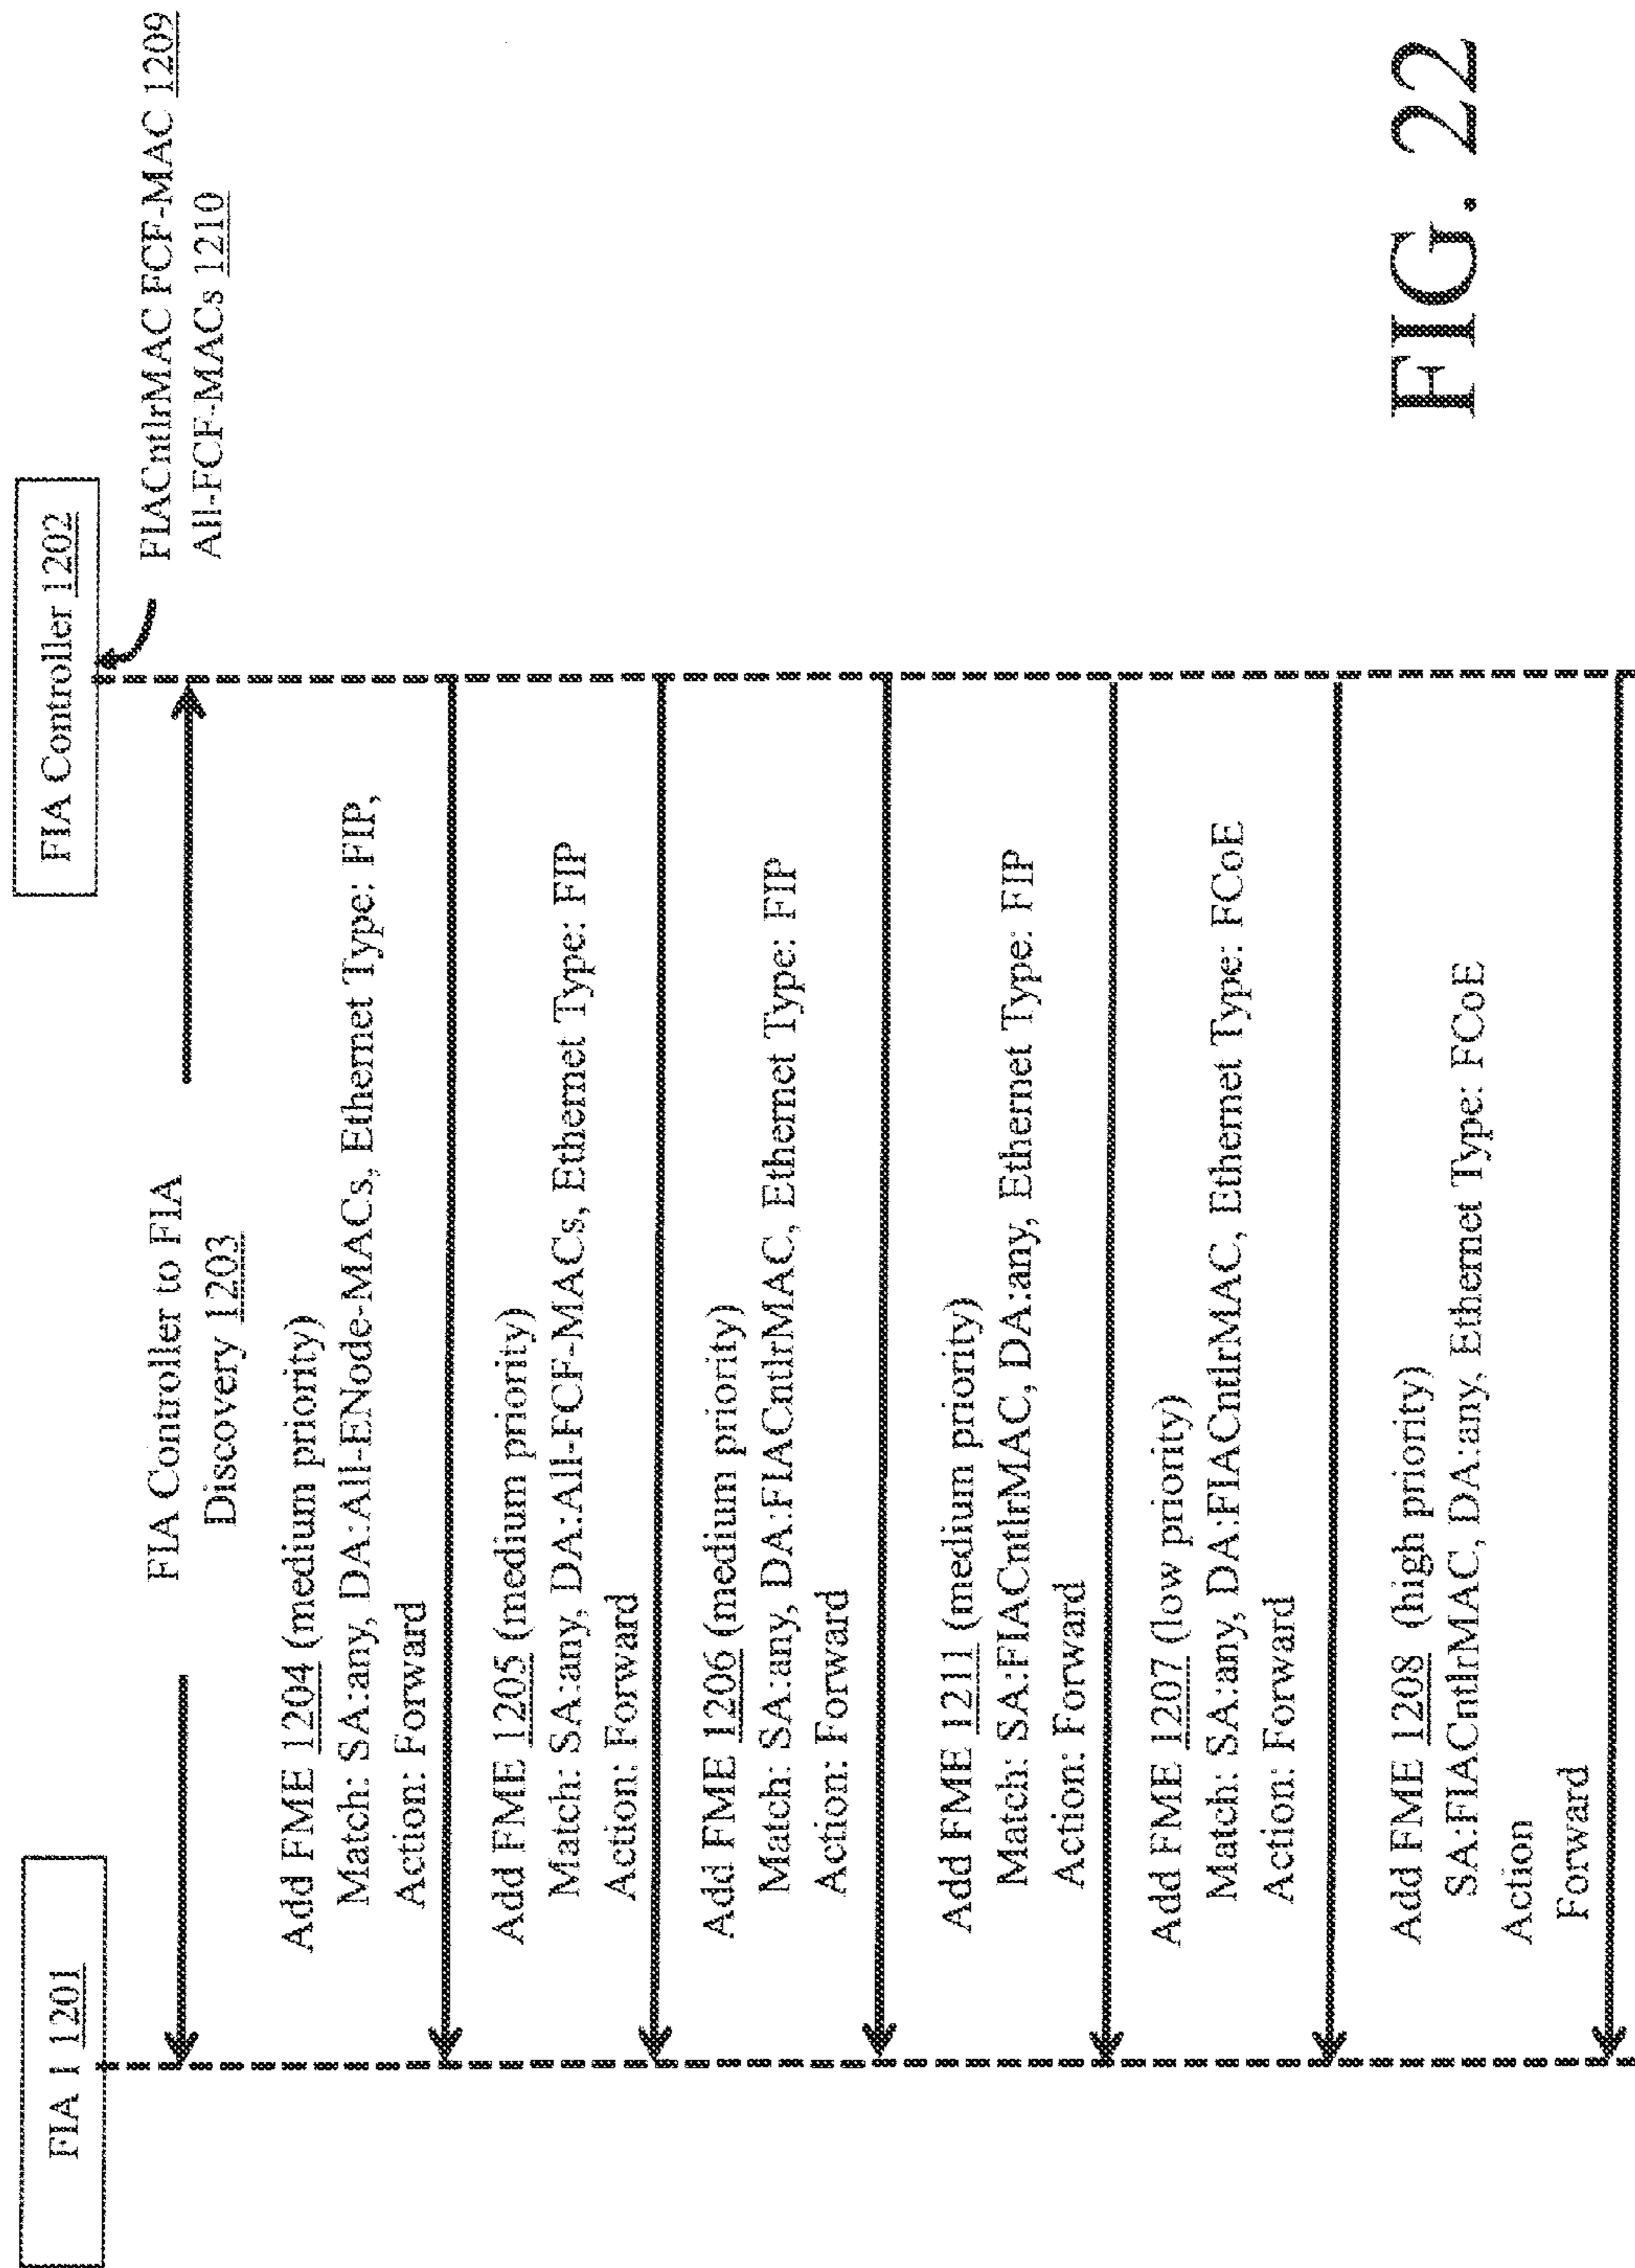 FIA 1 1201
FIA Controller 1202
FIACntlrMAC FCF-MAC 1209
All-FCF-MACs 1210
FIA Controller to FIA
Discovery 1203
Add FME 1204 (medium priority)
Match: SA:any, DA:All-ENode-MACs, Ethernet Type: FIP,
Action: Forward
Add FME 1205 (medium priority)
Match: SA:any, DA:All-FCF-MACs, Ethernet Type: FIP
Action: Forward
Add FME 1206 (medium priority)
Match: SA:any, DA:FIACntlrMAC, Ethernet Type: FIP
Action: Forward
Add FME 1211 (medium priority)
Match: SA:FIACntlrMAC, DA:any, Ethernet Type: FIP
Action: Forward
Add FME 1207 (low priority)
Match: SA:any, DA:FIACntlrMAC, Ethernet Type: FCoE
Action: Forward
Add FME 1208 (high priority)
SA:FIACntlrMAC, DA:any, Ethernet Type: FCoE
Action
Forward
FIG. 22